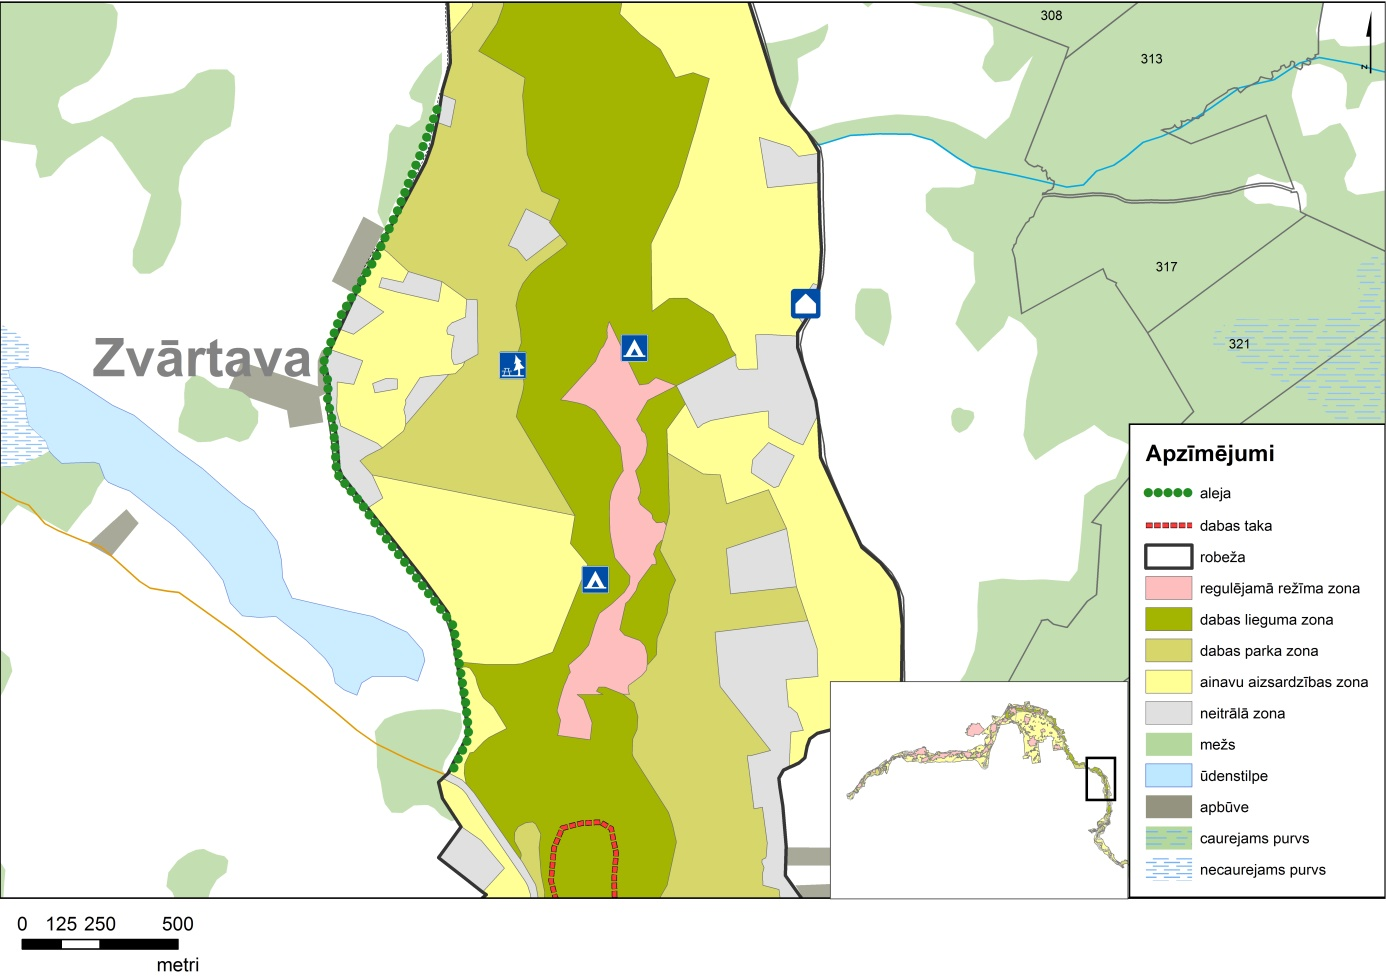 308
313
317
321
Zvārtava
Apzīmējumi
aleja
dabas taka
robeža
regulējamā režīma zona
dabas lieguma zona
dabas parka zona
ainavu aizsardzības zona
neitrālā zona
mežs
ūdenstilpe
apbūve
caurejams purvs
necaurejams purvs
0 125 250 500
metri